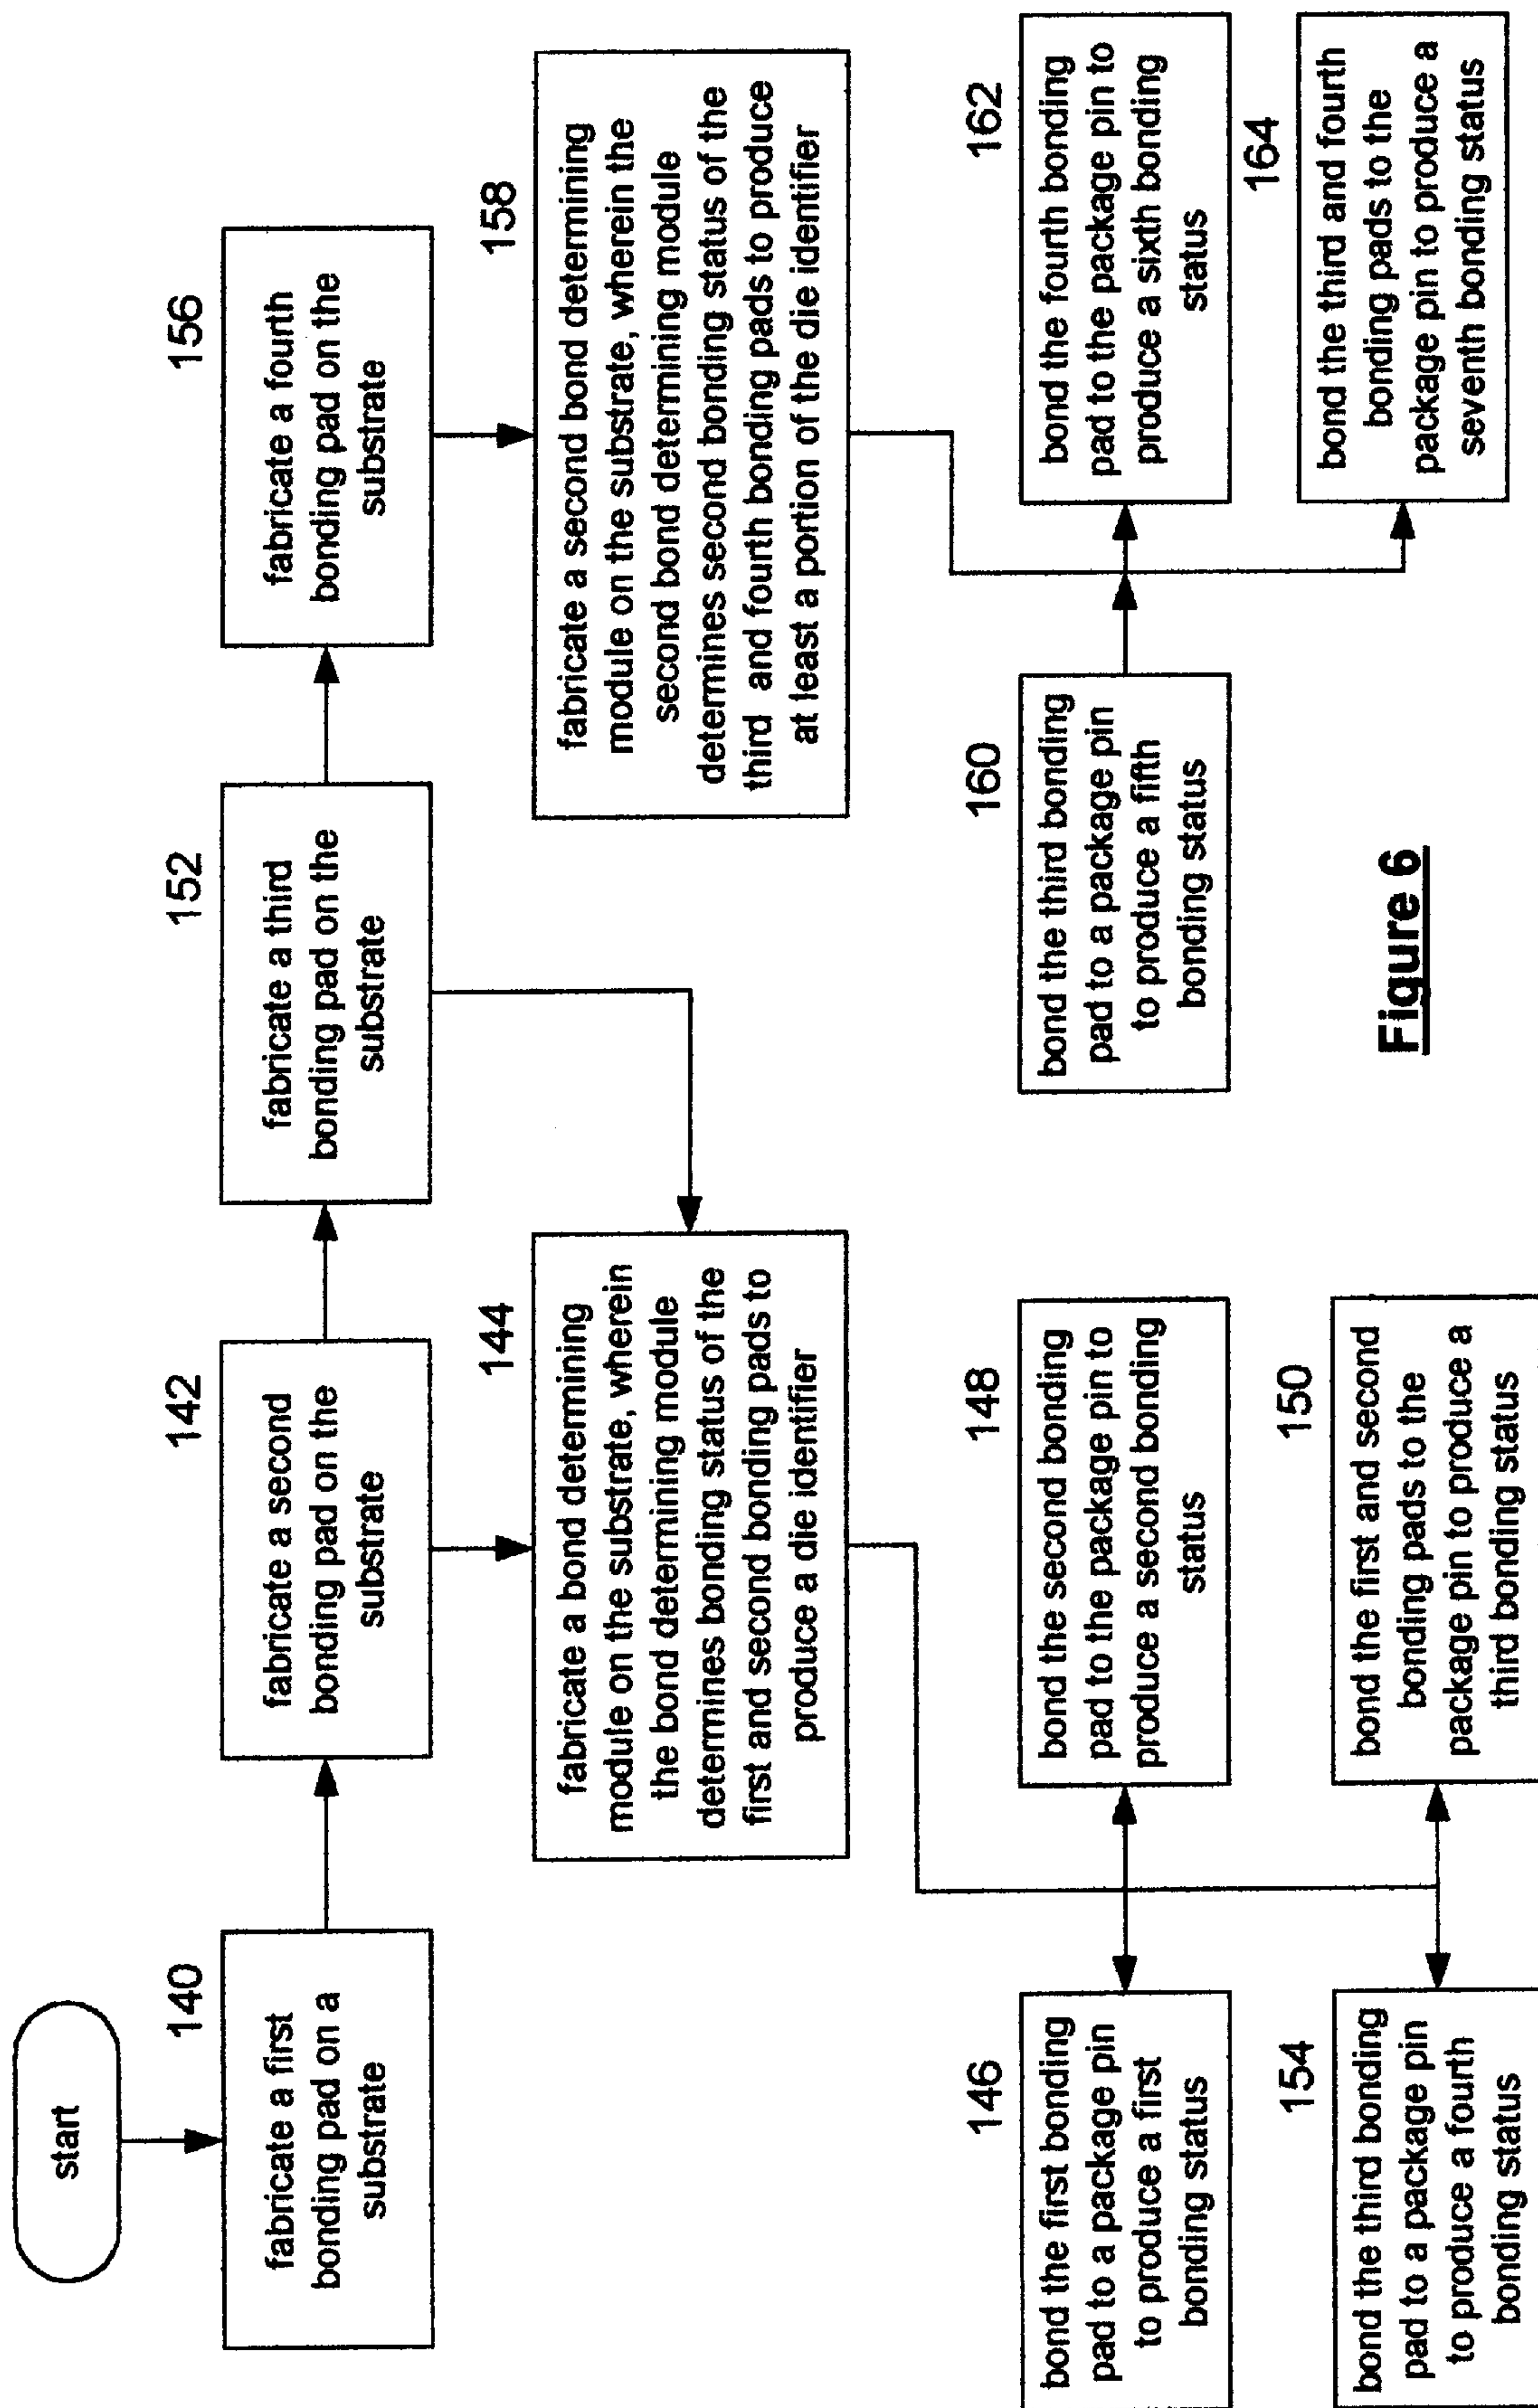 start
140
fabricate a first
bonding pad on a
substrate
142
fabricate a second
bonding pad on the
substrate
152
fabricate a third
bonding pad on the
substrate
156
fabricate a fourth
bonding pad on the
substrate
144
fabricate a bond determining
module on the substrate, wherein
the bond determining module
determines bonding status of the
first and second bonding pads to
produce a die identifier
158
fabricate a second bond determining
module on the substrate, wherein the
second bond determining module
determines second bonding status of the
third and fourth bonding pads to produce
at least a portion of the die identifier
146
bond the first bonding
pad to a package pin
to produce a first
bonding status
148
bond the second bonding
pad to the package pin to
produce a second bonding
status
160
bond the third bonding
pad to a package pin
to produce a fifth
bonding status
162
bond the fourth bonding
pad to the package pin to
produce a sixth bonding
status
154
bond the third bonding
pad to a package pin
to produce a fourth
bonding status
150
bond the first and second
bonding pads to the
package pin to produce a
third bonding status
164
bond the third and fourth
bonding pads to the
package pin to produce a
seventh bonding status
Figure 6